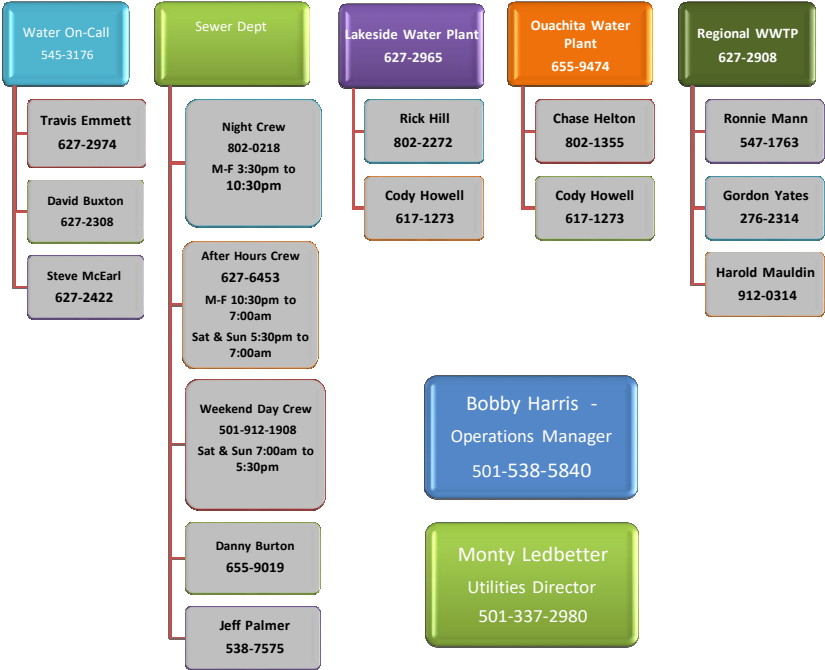 Water On-Call
545-3176
Travis Emmett
627-2974
David Buxton
627-2308
Steve McEarl
627-2422
Sewer Dept
Night Crew
802-0218
M-F 3:30pm to
10:30pm
After Hours Crew
627-6453
M-F 10:30pm to
7:00am
Sat & Sun 5:30pm to
7:00am
Weekend Day Crew
501-912-1908
Sat & Sun 7:00am to
5:30pm
Danny Burton
655-9019
Jeff Palmer
538-7575
Lakeside Water Plant
627-2965
Rick Hill
802-2272
Cody Howell
617-1273
Ouachita Water
Plant
655-9474
Chase Helton
802-1355
Cody Howell
617-1273
Regional WWTP
627-2908
Ronnie Mann
547-1763
Gordon Yates
276-2314
Harold Mauldin
912-0314
Bobby Harris -
Operations Manager
501-538-5840
Monty Ledbetter
Utilities Director
501-337-2980